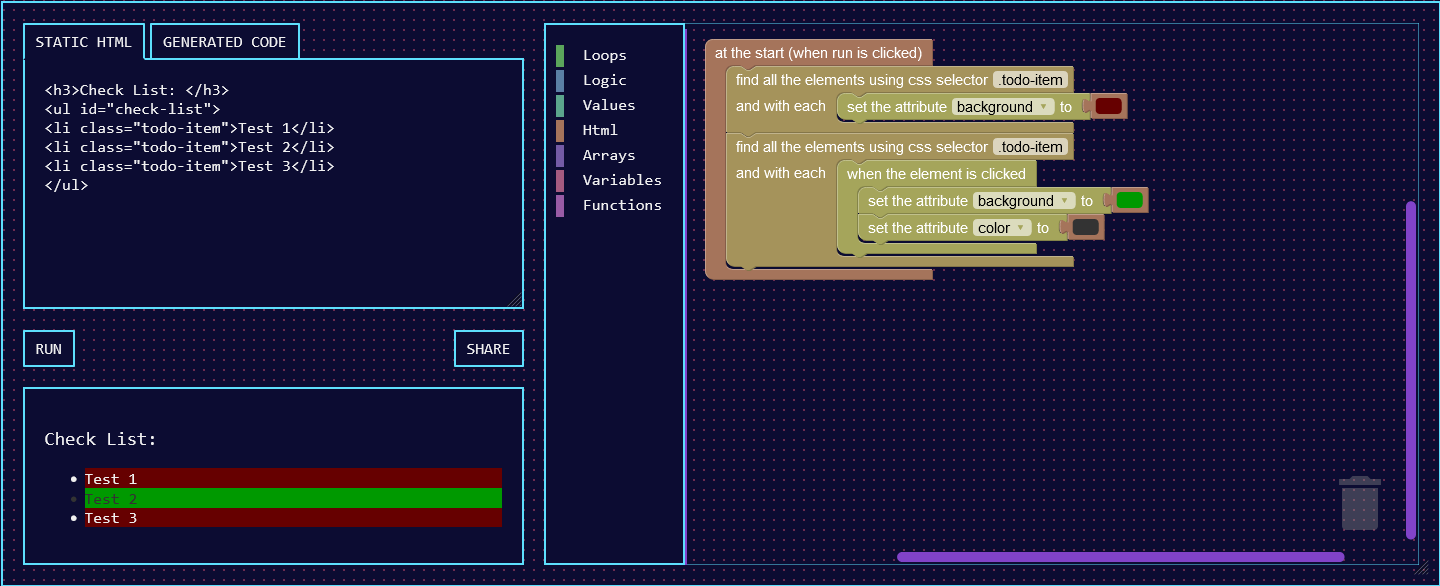 STATIC HTML
GENERATED CODE
<h3>Check List: </h3>
<ul id="check-list">
<li class="todo-item">Test 1</li>
<li class="todo-item">Test 2</li>
<li class="todo-item">Test 3</li>
</ul>
RUN
SHARE
Check List:
Test 1
Test 2
Test 3
Loops
Logic
Values
Html
Arrays
Variables
Functions
at the start (when run is clicked)
find all the elements using css selector .todo-item
and with each set the attribute background to
find all the elements using css selector .todo-item
and with each when the element is clicked
set the attribute background to
set the attribute color to